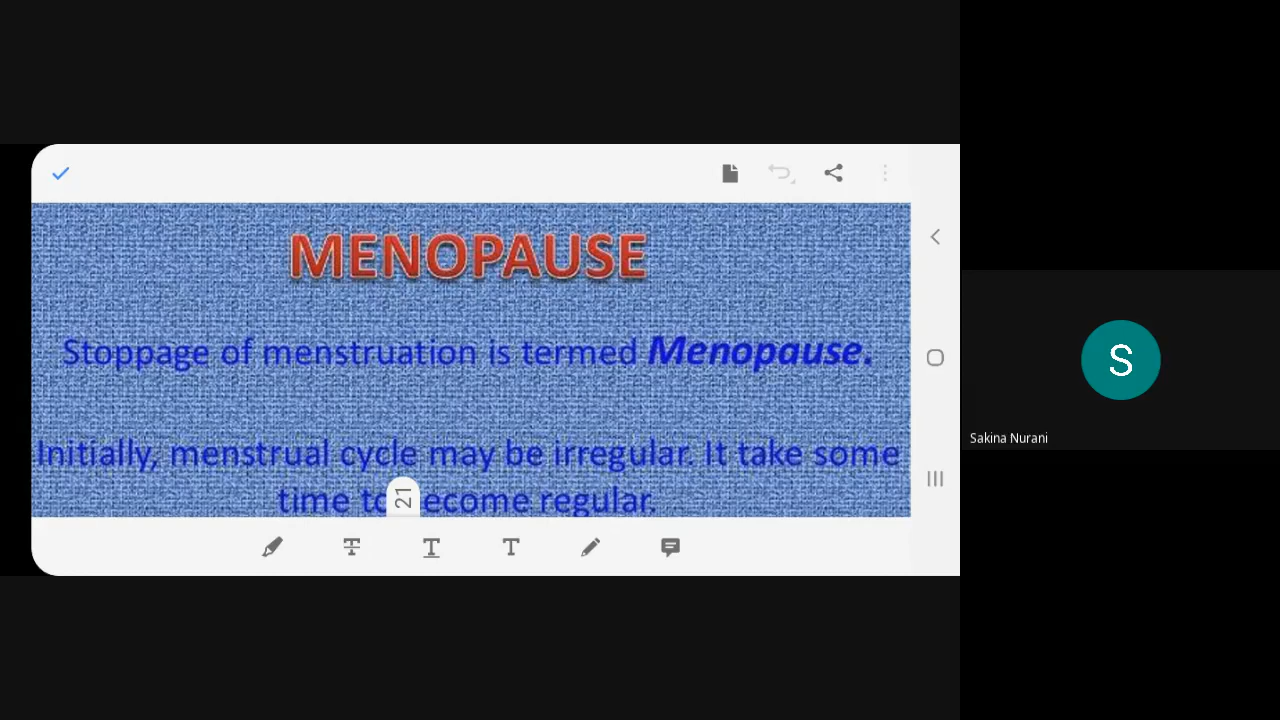 MENOPAUSE
Stoppage of menstruation is termed Menopause.
Initially, menstrual cycle may be irregular. It take some
time to ecome regular.
21
S
Sakina Nurani